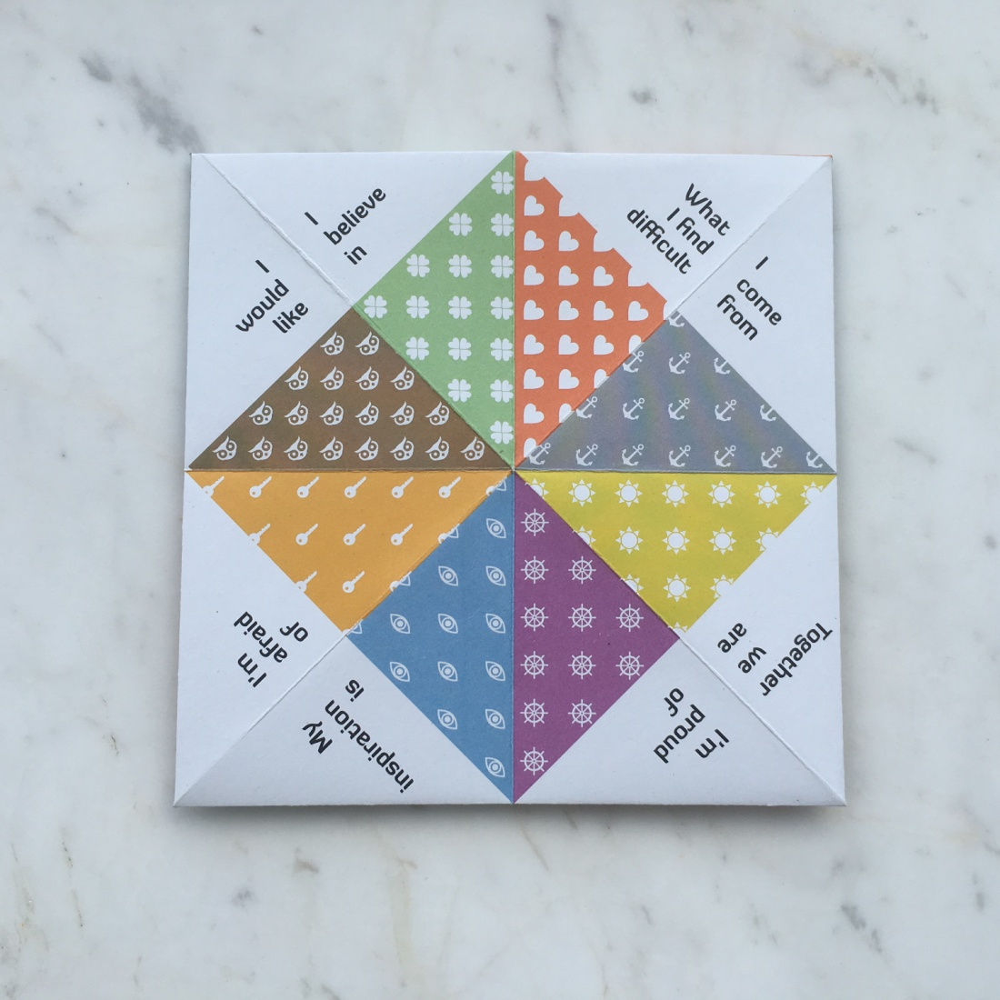 I
believe
in
What
I find
difficult
I
come
from
Together
we
are
I'm
proud
of
My
inspiration
is
I'm
afraid
of
I
would
like